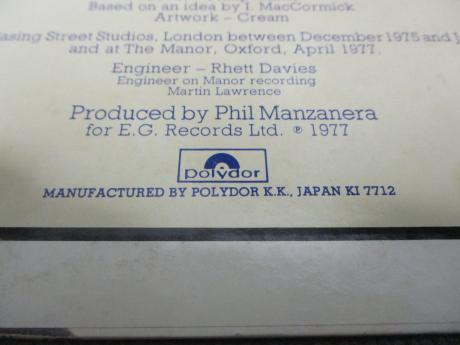 Based on an idea by I. MacCormick
Artwork – Cream
asing Street Studios, London between December 1975 and J
and at The Manor, Oxford, April 1977.
Engineer – Rhett Davies
Engineer on Manor recording
Martin Lawrence
Produced by Phil Manzanera
for E.G. Records Ltd. ℗ 1977
polydor
MANUFACTURED BY POLYDOR K.K., JAPAN KI 7712